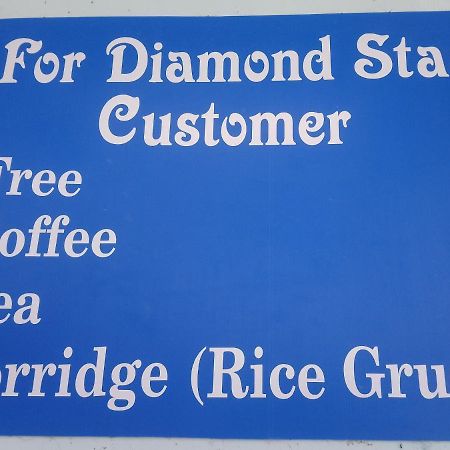 For Diamond Sta
Customer
Free
offee
ea
orridge (Rice Gru